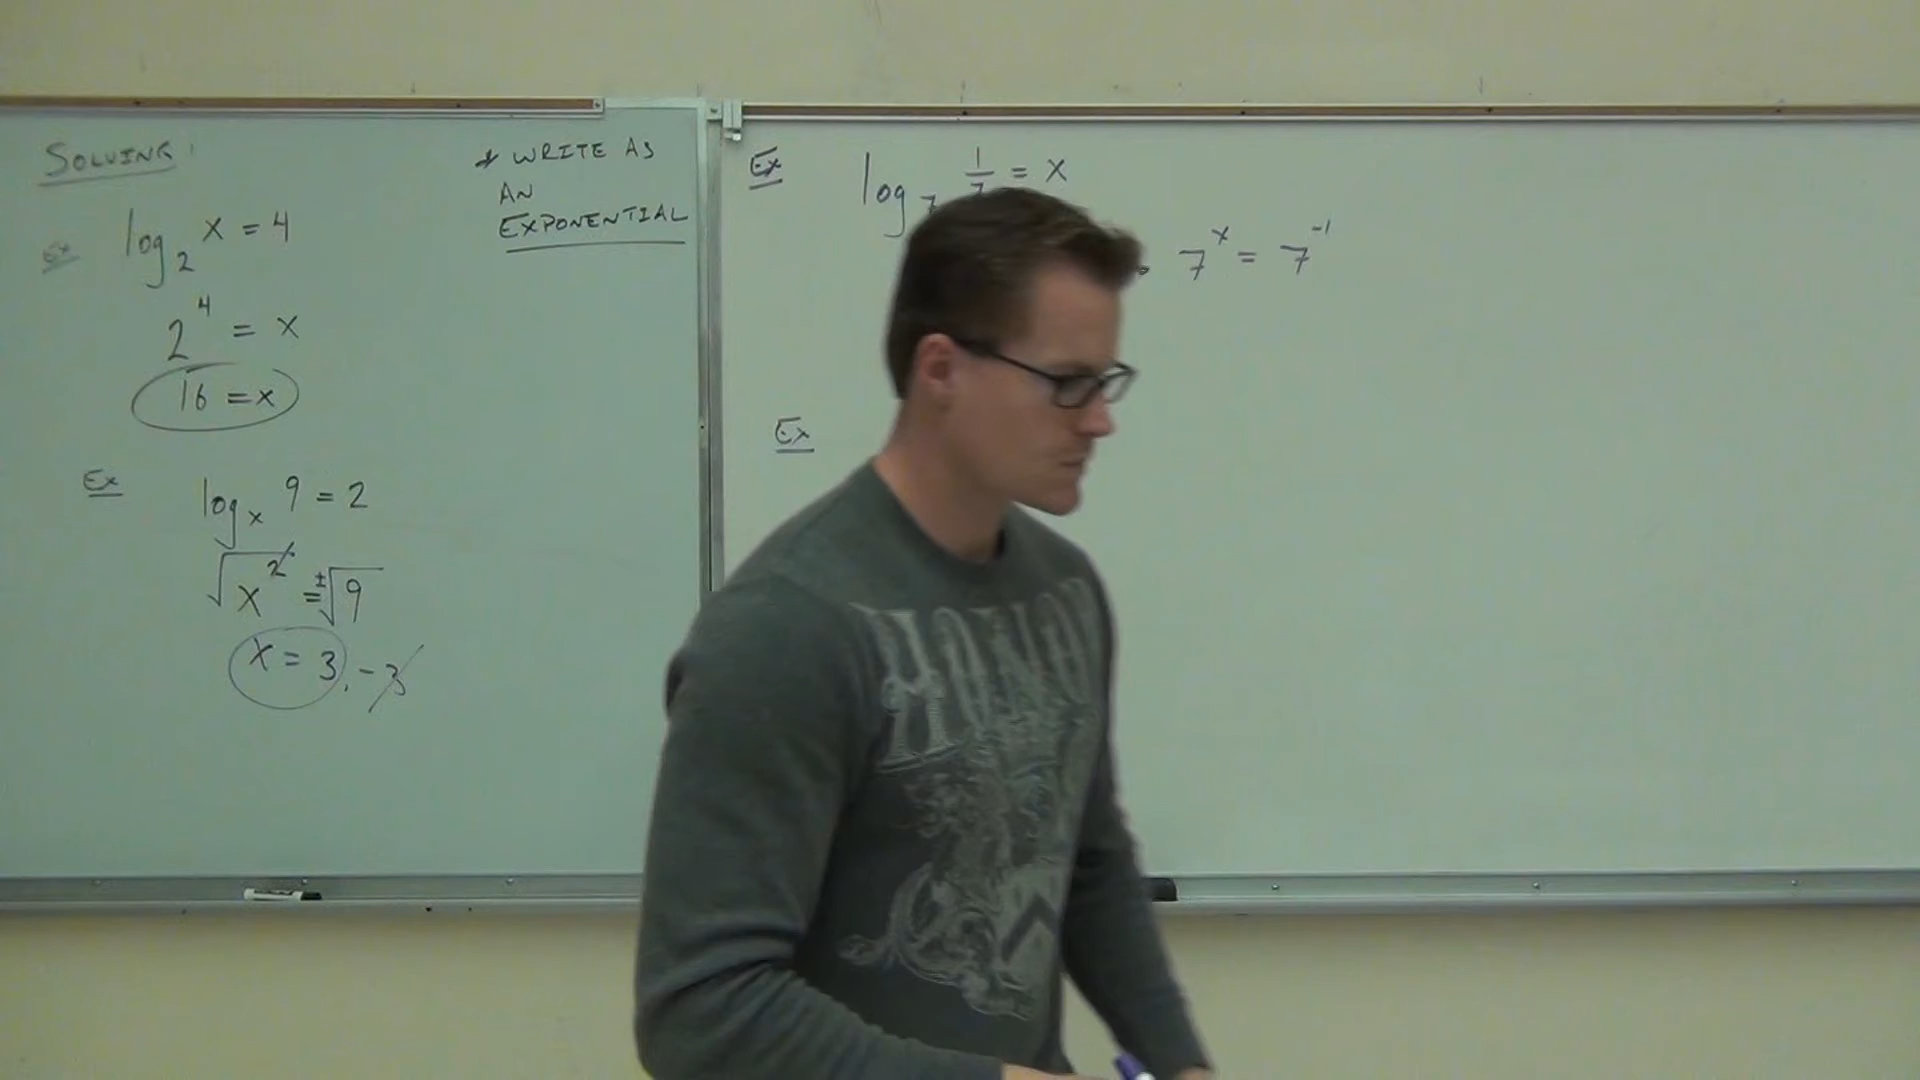 SOLVING:
Ex log₂ x = 4
2⁴ = x
16 = x
Ex logₓ 9 = 2
√x² = ±√9
x = 3, -3
* WRITE AS
AN
EXPONENTIAL
Ex log₇ 1/7 = x
7ˣ = 7⁻¹
Ex
HONOR